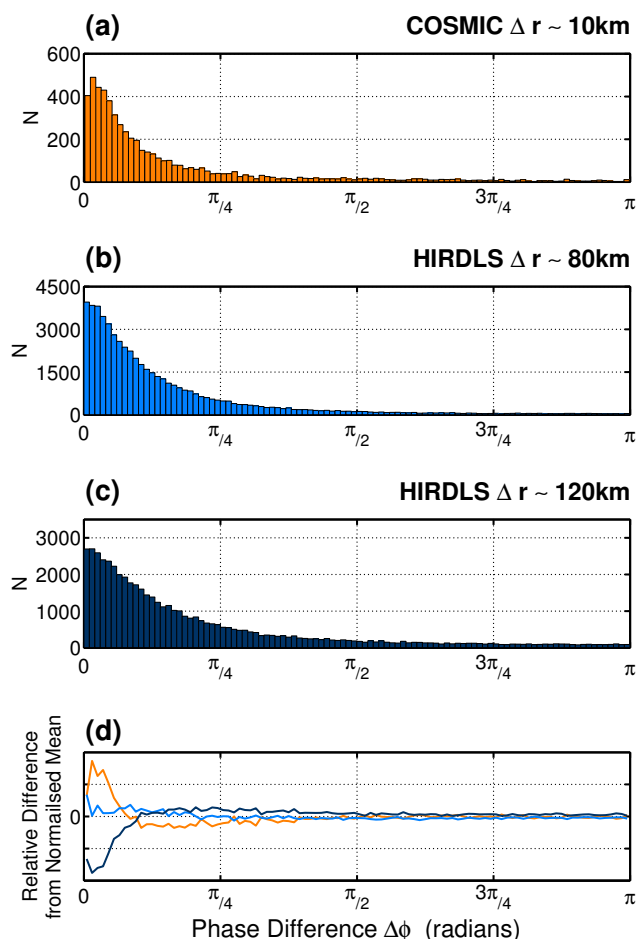 (a) COSMIC Δ r ~ 10km
600
400
200
0
N
0 π/4 π/2 3π/4 π
(b) HIRDLS Δ r ~ 80km
4500
3000
1500
0
N
0 π/4 π/2 3π/4 π
(c) HIRDLS Δ r ~ 120km
3000
2000
1000
0
N
0 π/4 π/2 3π/4 π
(d)
Relative Difference
from Normalised Mean
0
0 π/4 π/2 3π/4 π
Phase Difference Δϕ (radians)